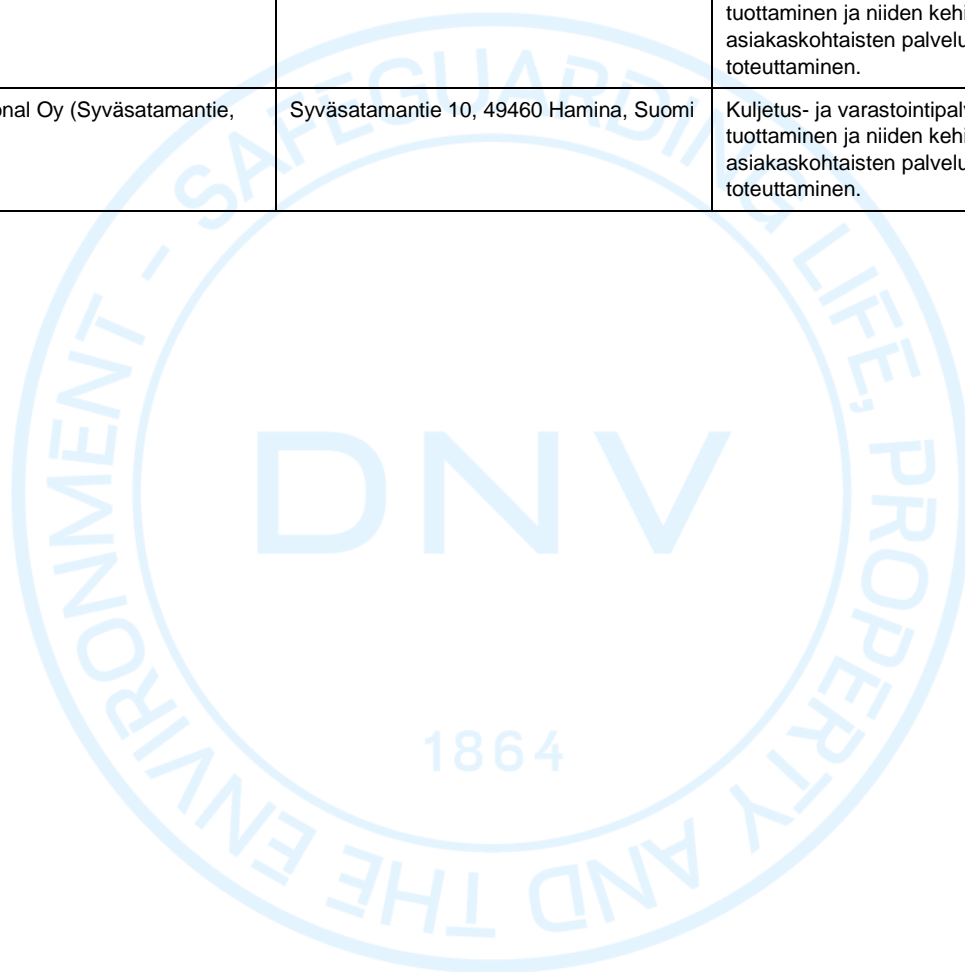 tuottaminen ja niiden kehi
asiakaskohtaisten palvelu
toteuttaminen.
onal Oy (Syväsatamantie,
Syväsatamantie 10, 49460 Hamina, Suomi
Kuljetus- ja varastointipalv
tuottaminen ja niiden kehi
asiakaskohtaisten palvelu
toteuttaminen.
SAFEGUARDING LIFE, PROPERTY AND THE ENVIRONMENT -
DNV
1864